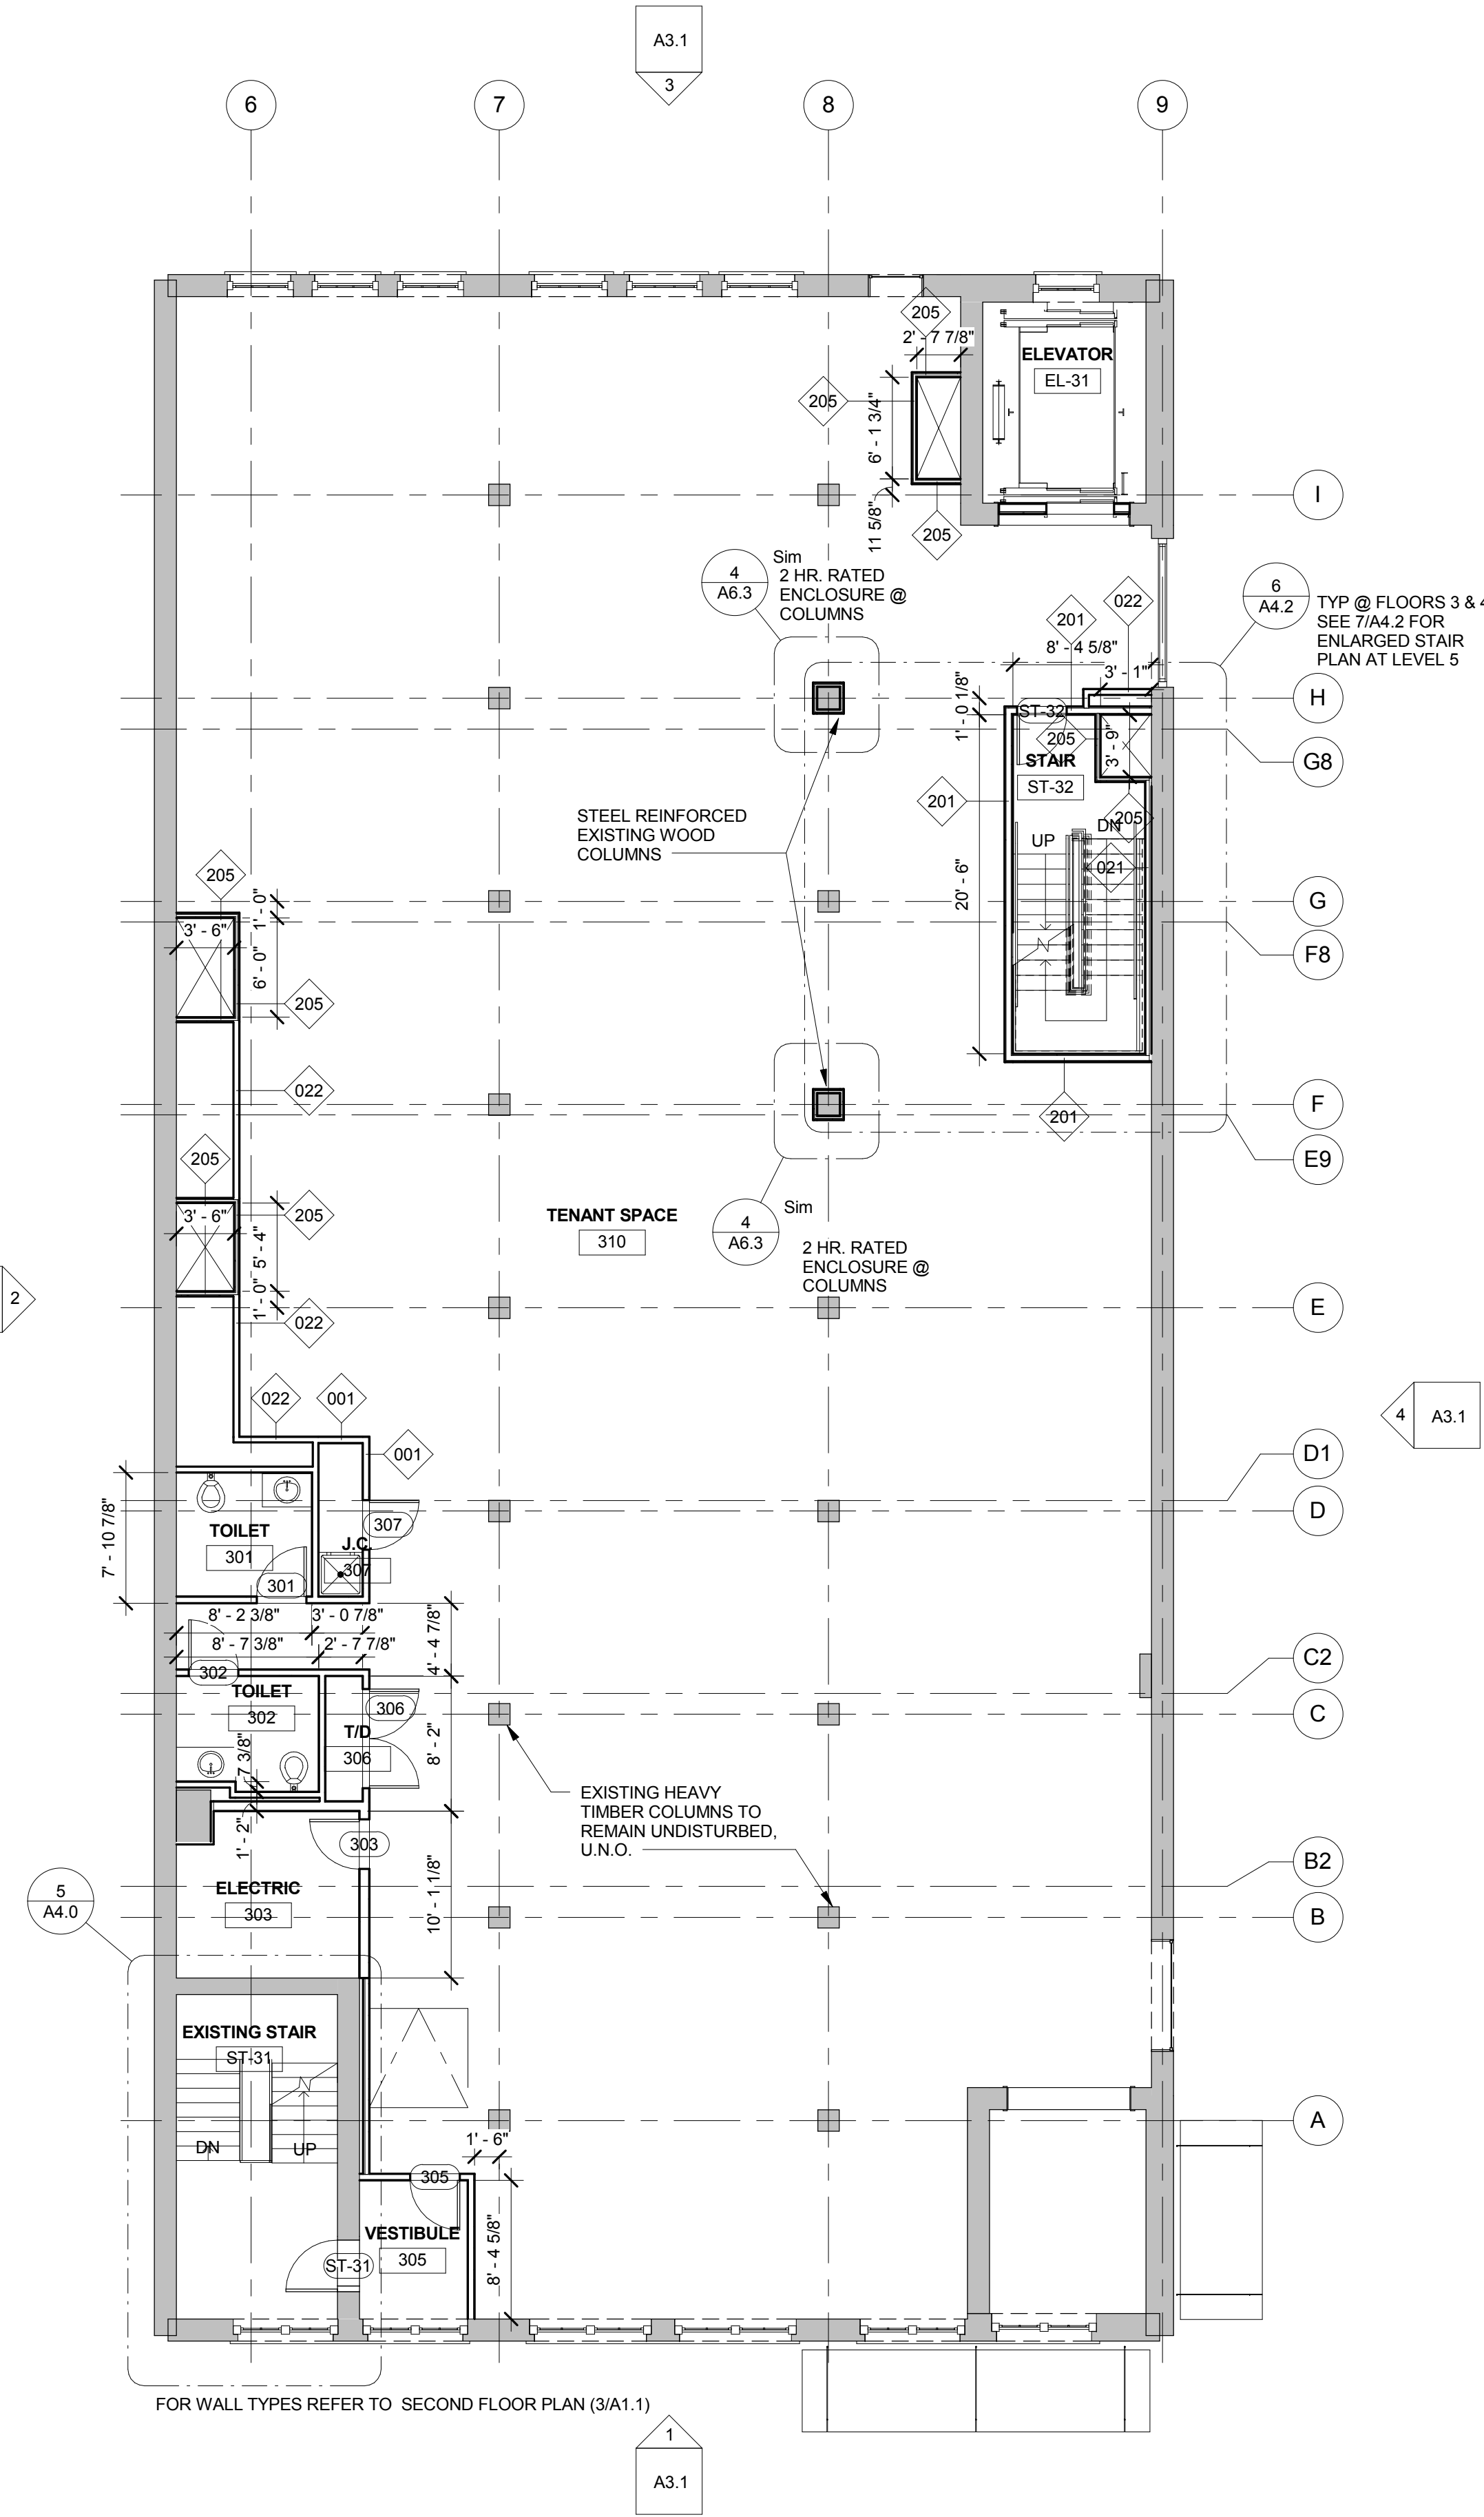 A3.1
3
6
7
8
9
205
2' - 7 7/8"
ELEVATOR
EL-31
205
6' - 1 3/4"
11 5/8"
205
I
4
A6.3
Sim
2 HR. RATED
ENCLOSURE @
COLUMNS
201
022
8' - 4 5/8"
3' - 1"
6
A4.2
TYP @ FLOORS 3 & 4
SEE 7/A4.2 FOR
ENLARGED STAIR
PLAN AT LEVEL 5
1' - 0 1/8"
H
ST-32
205
3' - 9"
STAIR
ST-32
G8
201
205
STEEL REINFORCED
EXISTING WOOD
COLUMNS
UP
DN
021
20' - 6"
205
1' - 0"
3' - 6"
6' - 0"
205
G
F8
022
F
201
E9
205
205
3' - 6"
5' - 4"
1' - 0"
TENANT SPACE
310
4
A6.3
Sim
2 HR. RATED
ENCLOSURE @
COLUMNS
2
022
E
022
001
001
4
A3.1
D1
D
7' - 10 7/8"
TOILET
301
301
307
J.C.
307
8' - 2 3/8"
3' - 0 7/8"
8' - 7 3/8"
2' - 7 7/8"
4' - 4 7/8"
302
TOILET
302
306
T/D
306
8' - 2"
7 3/8"
1' - 2"
C2
C
EXISTING HEAVY
TIMBER COLUMNS TO
REMAIN UNDISTURBED,
U.N.O.
303
ELECTRIC
303
10' - 1 1/8"
5
A4.0
B2
B
EXISTING STAIR
ST-31
DN
UP
A
1' - 6"
305
VESTIBULE
305
ST-31
8' - 4 5/8"
FOR WALL TYPES REFER TO SECOND FLOOR PLAN (3/A1.1)
1
A3.1